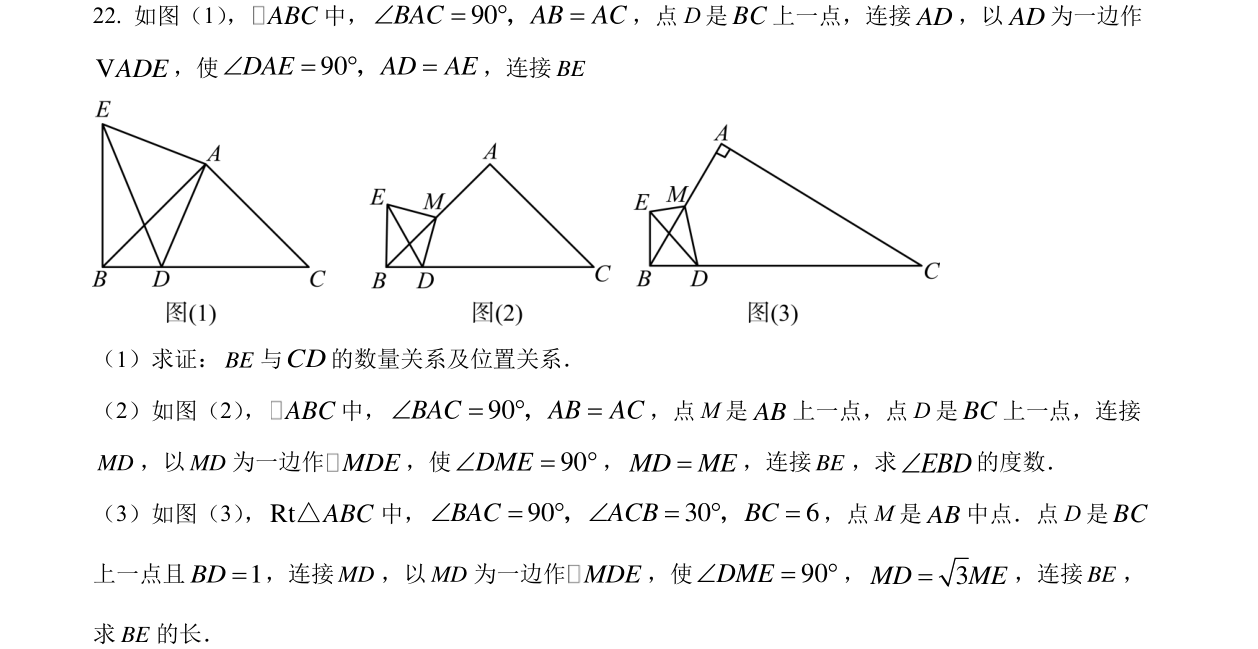 22. 如图（1），□ABC 中，∠BAC = 90°，AB = AC，点 D 是 BC 上一点，连接 AD，以 AD 为一边作
VADE，使 ∠DAE = 90°，AD = AE，连接 BE
E
A
B
D
C
图(1)
A
E
M
B
D
C
图(2)
A
E
M
B
D
C
图(3)
（1）求证：BE 与 CD 的数量关系及位置关系．
（2）如图（2），□ABC 中，∠BAC = 90°，AB = AC，点 M 是 AB 上一点，点 D 是 BC 上一点，连接
MD，以 MD 为一边作□MDE，使 ∠DME = 90°，MD = ME，连接 BE，求 ∠EBD 的度数．
（3）如图（3），Rt△ABC 中，∠BAC = 90°，∠ACB = 30°，BC = 6，点 M 是 AB 中点．点 D 是 BC
上一点且 BD = 1，连接 MD，以 MD 为一边作□MDE，使 ∠DME = 90°，MD = √3ME，连接 BE，
求 BE 的长．